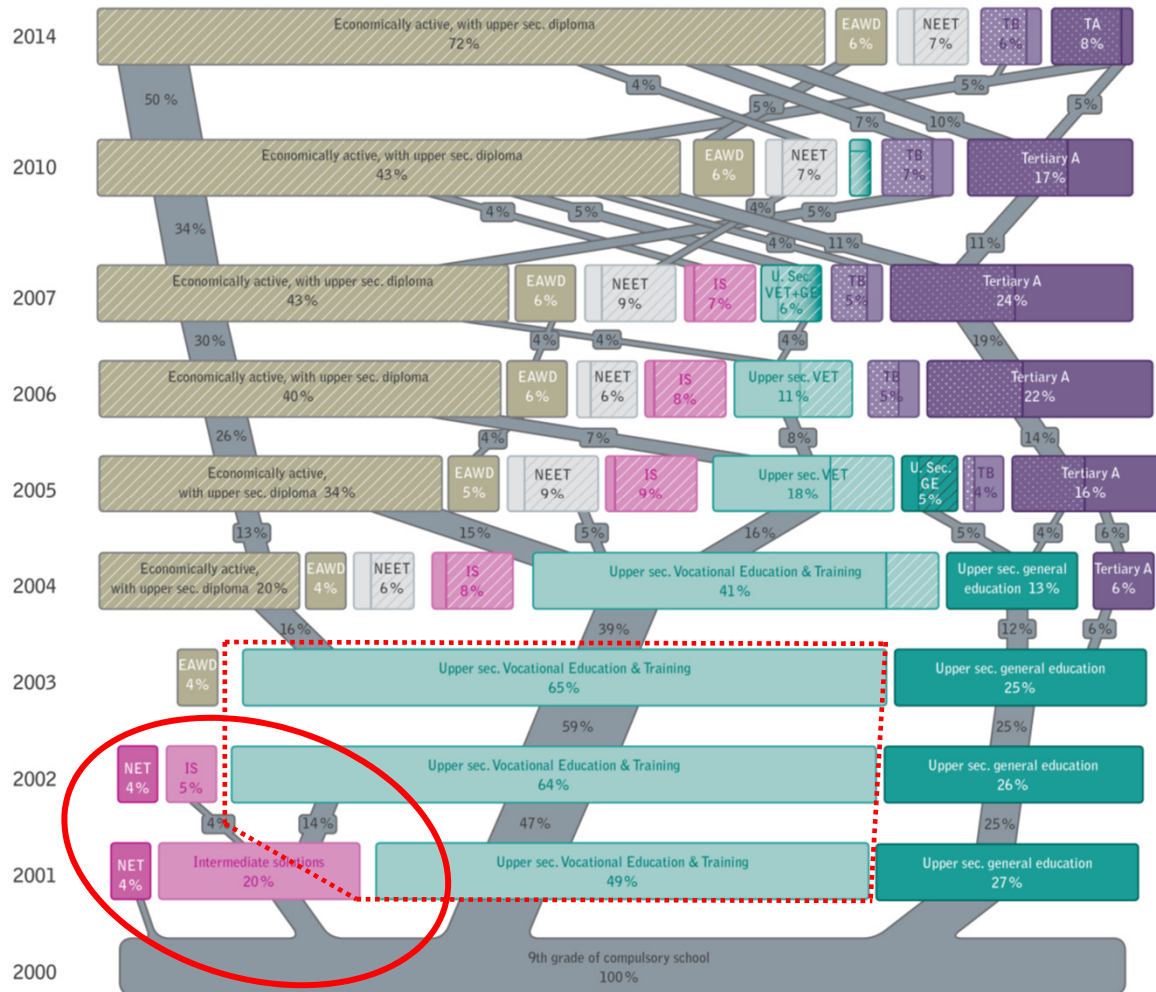 2014
Economically active, with upper sec. diploma
72%
EAWD
6%
NEET
7%
TB
6%
TA
8%
50%
4%
5%
7%
10%
5%
5%
2010
Economically active, with upper sec. diploma
43%
EAWD
6%
NEET
7%
TB
7%
Tertiary A
17%
34%
4%
5%
4%
4%
5%
11%
11%
2007
Economically active, with upper sec. diploma
43%
EAWD
6%
NEET
9%
IS
7%
U. Sec.
VET+GE
6%
TB
5%
Tertiary A
24%
30%
4%
4%
4%
19%
2006
Economically active, with upper sec. diploma
40%
EAWD
6%
NEET
6%
IS
8%
Upper sec. VET
11%
TB
5%
Tertiary A
22%
26%
4%
7%
8%
14%
2005
Economically active,
with upper sec. diploma 34%
EAWD
5%
NEET
9%
IS
9%
Upper sec. VET
18%
U. Sec.
GE
5%
TB
4%
Tertiary A
16%
13%
15%
5%
16%
5%
4%
6%
2004
Economically active,
with upper sec. diploma 20%
EAWD
4%
NEET
6%
IS
8%
Upper sec. Vocational Education & Training
41%
Upper sec. general
education 13%
Tertiary A
6%
16%
39%
12%
6%
2003
EAWD
4%
Upper sec. Vocational Education & Training
65%
Upper sec. general education
25%
59%
25%
2002
NET
4%
IS
5%
Upper sec. Vocational Education & Training
64%
Upper sec. general education
26%
4%
14%
47%
25%
2001
NET
4%
Intermediate solutions
20%
Upper sec. Vocational Education & Training
49%
Upper sec. general education
27%
2000
9th grade of compulsory school
100%